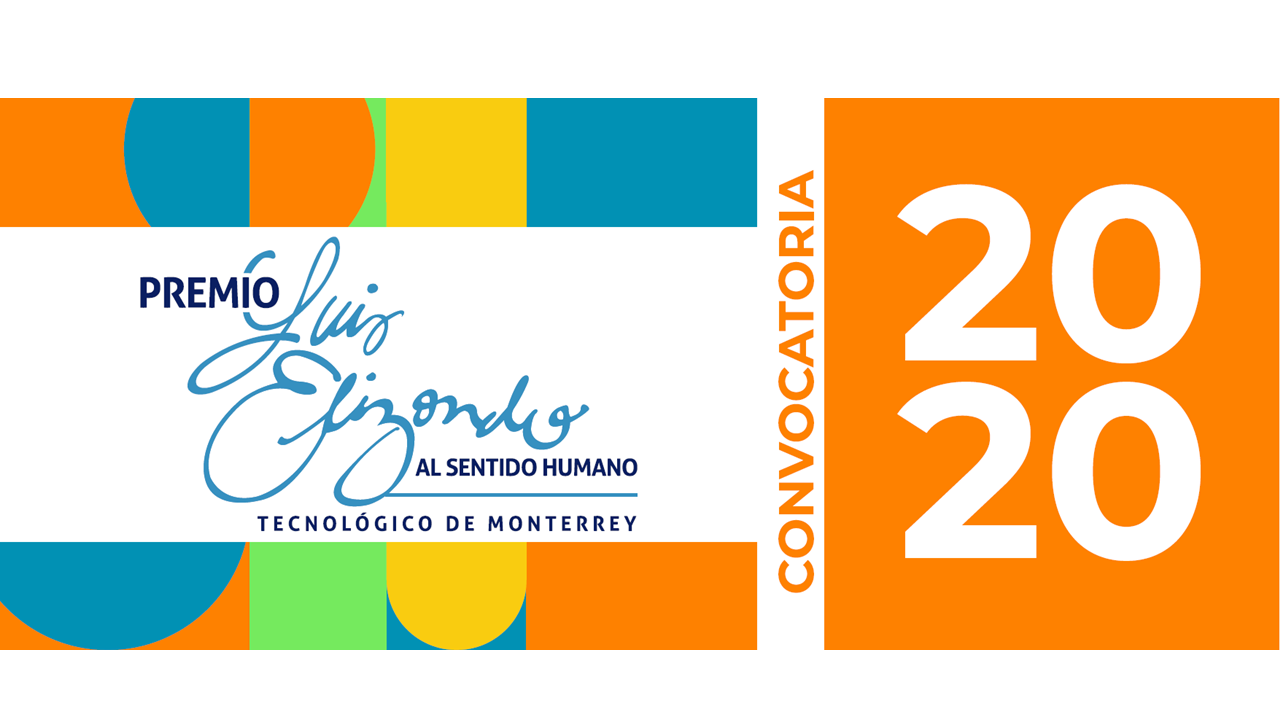 PREMIO Luis
Elizondo
AL SENTIDO HUMANO
TECNOLÓGICO DE MONTERREY
CONVOCATORIA
20
20